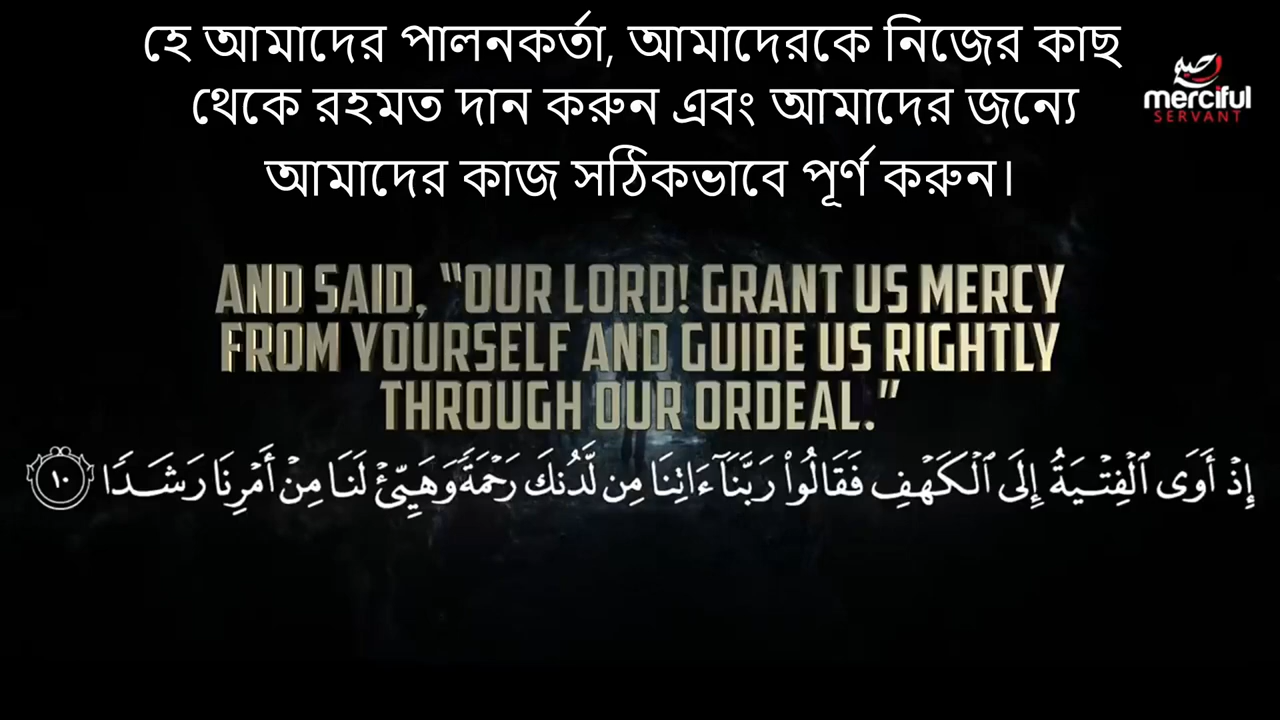 হে আমাদের পালনকর্তা, আমাদেরকে নিজের কাছ
থেকে রহমত দান করুন এবং আমাদের জন্যে
আমাদের কাজ সঠিকভাবে পূর্ণ করুন।
رحيم
merciful
SERVANT
AND SAID, “OUR LORD! GRANT US MERCY
FROM YOURSELF AND GUIDE US RIGHTLY
THROUGH OUR ORDEAL.”
إِذْ أَوَى ٱلْفِتْيَةُ إِلَى ٱلْكَهْفِ فَقَالُوا۟ رَبَّنَآ ءَاتِنَا مِن لَّدُنكَ رَحْمَةً وَهَيِّئْ لَنَا مِنْ أَمْرِنَا رَشَدًا ١٠